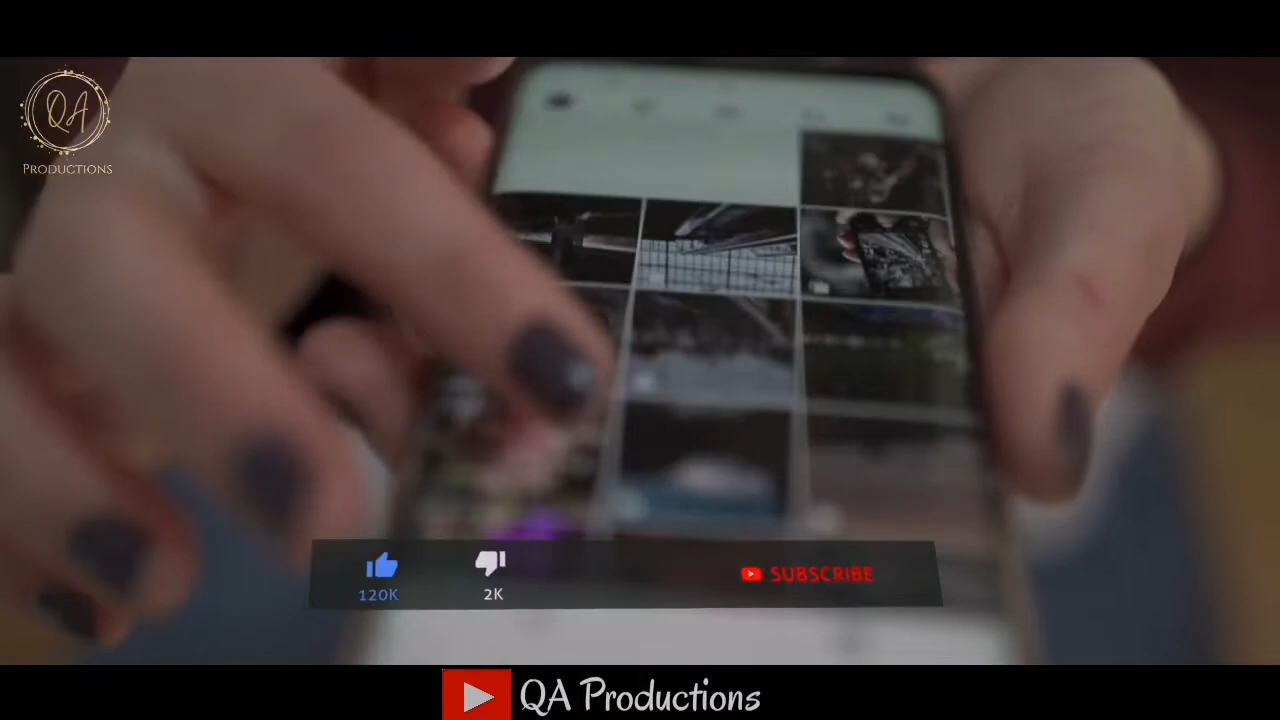 QA
PRODUCTIONS
120K
2K
SUBSCRIBE
QA Productions